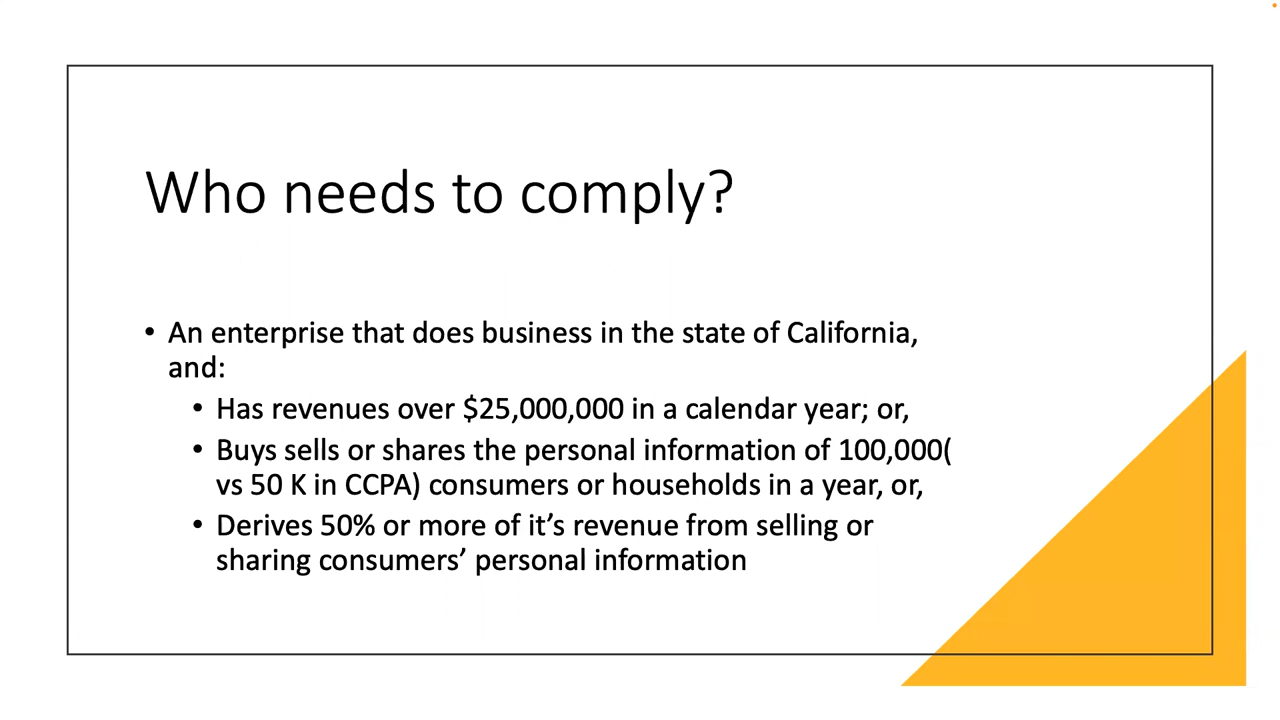 Who needs to comply?
• An enterprise that does business in the state of California,
and:
• Has revenues over $25,000,000 in a calendar year; or,
• Buys sells or shares the personal information of 100,000(
vs 50 K in CCPA) consumers or households in a year, or,
• Derives 50% or more of it’s revenue from selling or
sharing consumers’ personal information